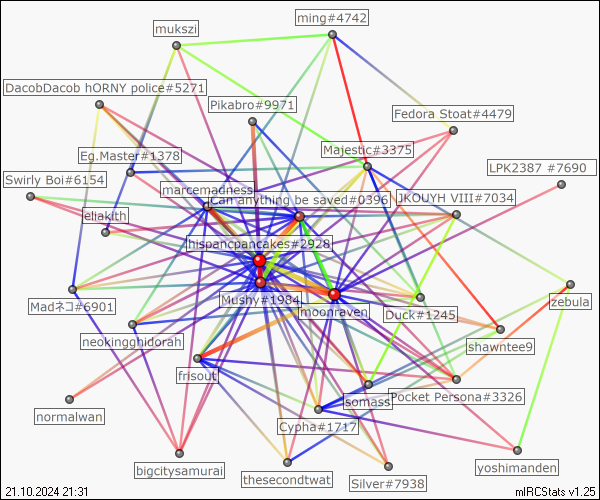 ming#4742
mukszi
DacobDacob hORNY police#5271
Pikabro#9971
Fedora Stoat#4479
Eg.Master#1378
Majestic#3375
LPK2387 #7690
Swirly Boi#6154
marcemadness
Can anything be saved#0396
JKOUYH VIII#7034
eliakith
hispancpancakes#2928
Madネコ#6901
Mushy#1984
moonraven
Duck#1245
zebula
neokingghidorah
shawntee9
frisout
somass
Pocket Persona#3326
normalwan
Cypha#1717
bigcitysamurai
thesecondtwat
Silver#7938
yoshimanden
21.10.2024 21:31
mIRCStats v1.25